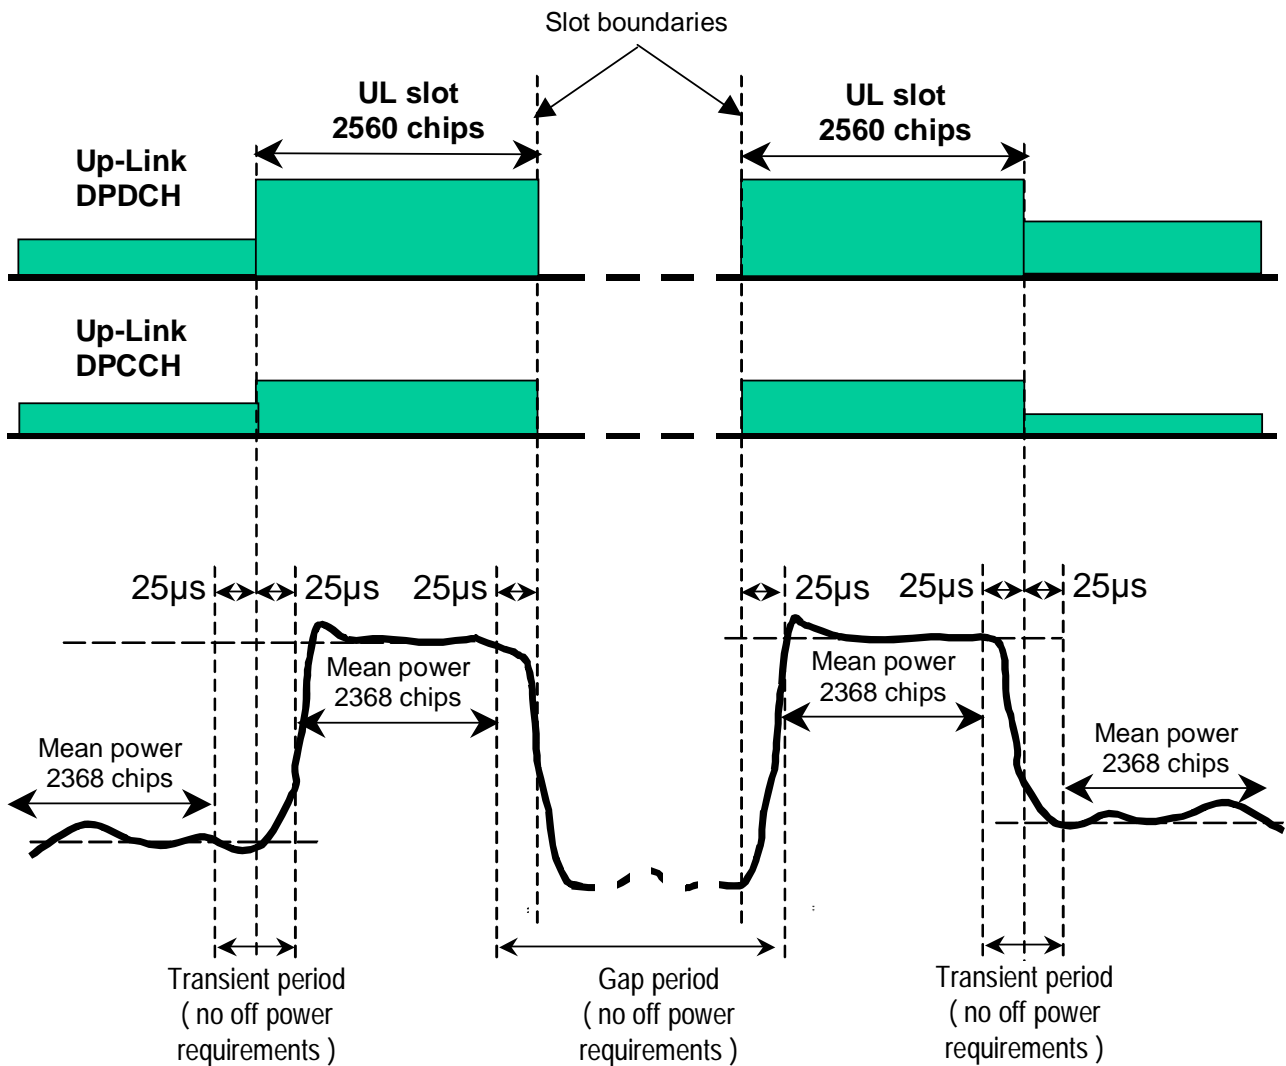 Slot boundaries
UL slot
2560 chips
UL slot
2560 chips
Up-Link
DPDCH
Up-Link
DPCCH
25µs
25µs
25µs
25µs
25µs
25µs
Mean power
2368 chips
Mean power
2368 chips
Mean power
2368 chips
Mean power
2368 chips
Transient period
( no off power
requirements )
Gap period
( no off power
requirements )
Transient period
( no off power
requirements )